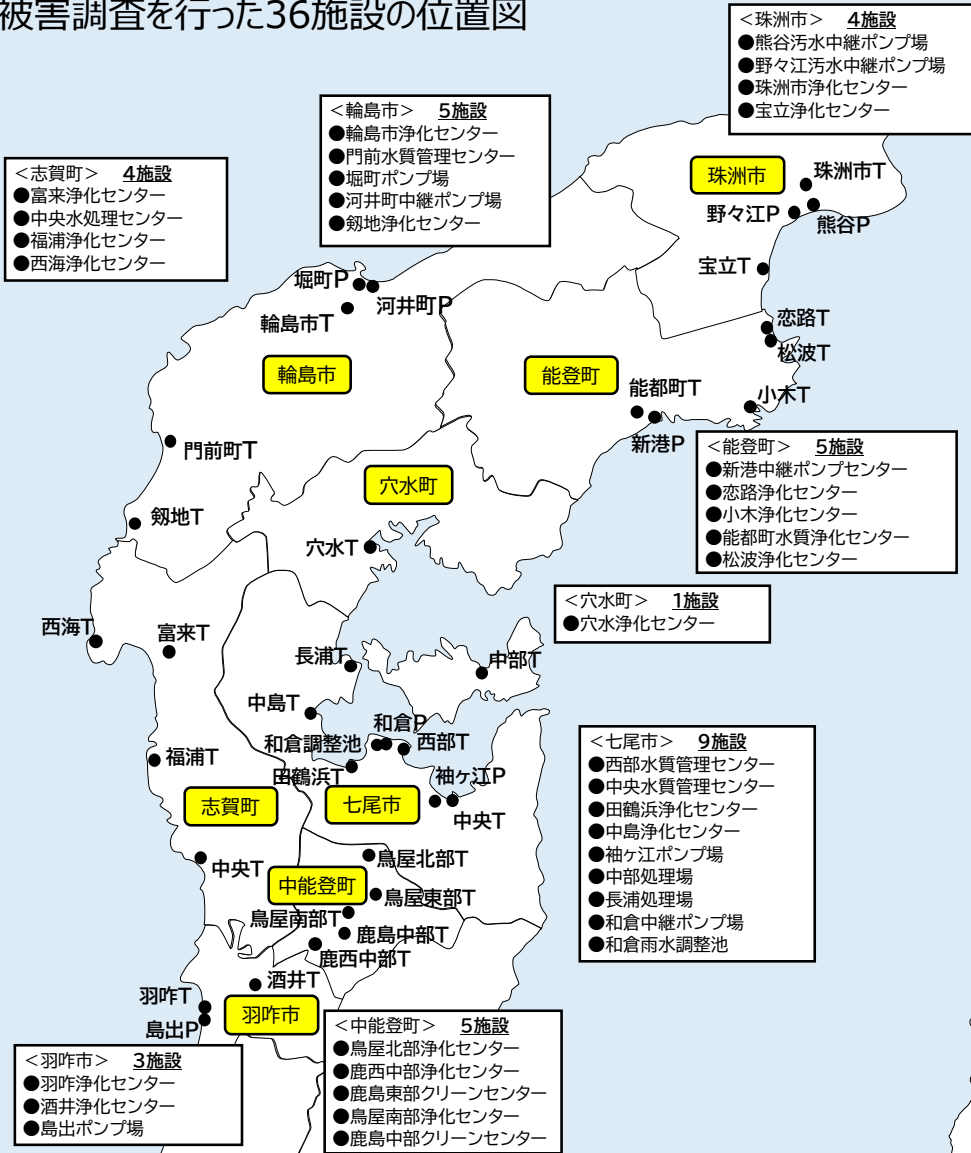 被害調査を行った36施設の位置図
<珠洲市> 4施設
●熊谷汚水中継ポンプ場
●野々江汚水中継ポンプ場
●珠洲市浄化センター
●宝立浄化センター
<輪島市> 5施設
●輪島市浄化センター
●門前水質管理センター
●堀町ポンプ場
●河井町中継ポンプ場
●剱地浄化センター
<志賀町> 4施設
●富来浄化センター
●中央水処理センター
●福浦浄化センター
●西海浄化センター
珠洲市
珠洲市T
野々江P
熊谷P
宝立T
堀町P
河井町P
輪島市T
恋路T
松波T
輪島市
能登町
能都町T
小木T
新港P
門前町T
<能登町> 5施設
●新港中継ポンプセンター
●恋路浄化センター
●小木浄化センター
●能都町水質浄化センター
●松波浄化センター
穴水町
剱地T
穴水T
<穴水町> 1施設
●穴水浄化センター
西海T
富来T
長浦T
中部T
中島T
和倉P
和倉調整池
西部T
福浦T
田鶴浜T
袖ヶ江P
志賀町
七尾市
中央T
<七尾市> 9施設
●西部水質管理センター
●中央水質管理センター
●田鶴浜浄化センター
●中島浄化センター
●袖ヶ江ポンプ場
●中部処理場
●長浦処理場
●和倉中継ポンプ場
●和倉雨水調整池
中央T
鳥屋北部T
中能登町
鳥屋東部T
鳥屋南部T
鹿島中部T
鹿西中部T
酒井T
羽咋T
羽咋市
島出P
<羽咋市> 3施設
●羽咋浄化センター
●酒井浄化センター
●島出ポンプ場
<中能登町> 5施設
●鳥屋北部浄化センター
●鹿西中部浄化センター
●鹿島東部クリーンセンター
●鳥屋南部浄化センター
●鹿島中部クリーンセンター